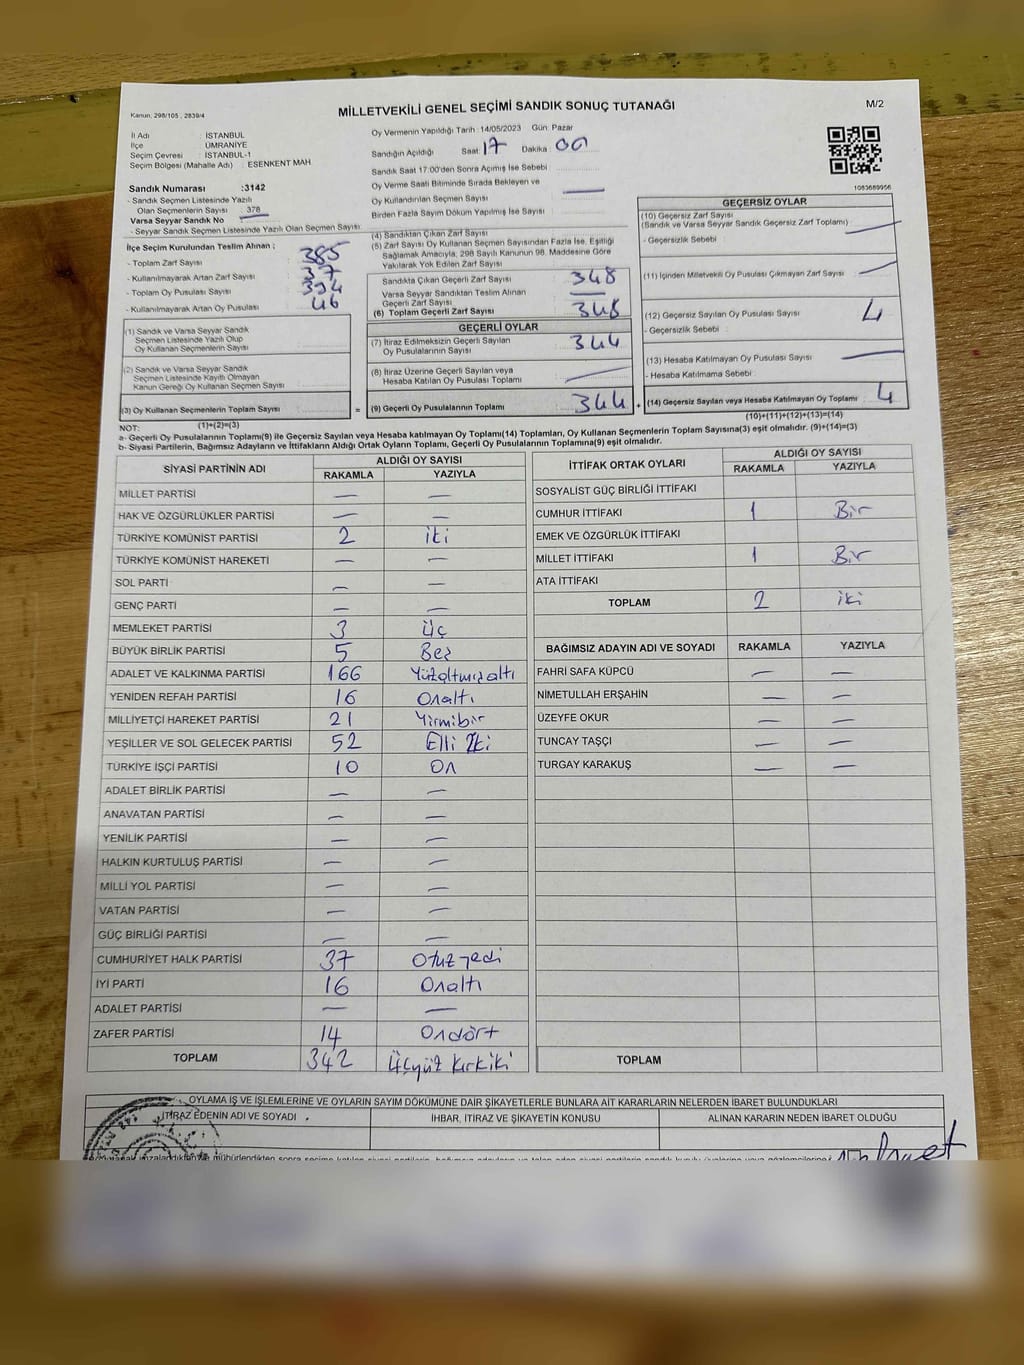 MİLLETVEKİLİ GENEL SEÇİMİ SANDIK SONUÇ TUTANAĞI
M/2
Kanun, 298/105 , 2839/4
İl Adı : İSTANBUL
İlçe : ÜMRANİYE
Seçim Çevresi : İSTANBUL-1
Seçim Bölgesi (Mahalle Adı) : ESENKENT MAH
Sandık Numarası :3142
- Sandık Seçmen Listesinde Yazılı
Olan Seçmenlerin Sayısı : 378
Varsa Seyyar Sandık No
- Seyyar Sandık Seçmen Listesinde Yazılı Olan Seçmen Sayısı
İlçe Seçim Kurulundan Teslim Alınan ;
- Toplam Zarf Sayısı 385
- Kullanılmayarak Artan Zarf Sayısı 37
- Toplam Oy Pusulası Sayısı 394
- Kullanılmayarak Artan Oy Pusulası 46
(1) Sandık ve Varsa Seyyar Sandık
Seçmen Listesinde Yazılı Olup
Oy Kullanan Seçmenlerin Sayısı
(2) Sandık ve Varsa Seyyar Sandık
Seçmen Listesinde Kayıtlı Olmayan
Kanun Gereği Oy Kullanan Seçmen Sayısı
(3) Oy Kullanan Seçmenlerin Toplam Sayısı =
(1)+(2)=(3)
Oy Vermenin Yapıldığı Tarih : 14/05/2023 Gün: Pazar
Sandığın Açıldığı Saat : 17 Dakika : 00
Sandık Saat 17:00'den Sonra Açılmış İse Sebebi :
Oy Verme Saati Bitiminde Sırada Bekleyen ve
Oy Kullandırılan Seçmen Sayısı :
Birden Fazla Sayım Döküm Yapılmış İse Sayısı :
(4) Sandıktan Çıkan Zarf Sayısı
(5) Zarf Sayısı Oy Kullanan Seçmen Sayısından Fazla İse, Eşitliği
Sağlamak Amacıyla, 298 Sayılı Kanunun 98. Maddesine Göre
Yakılarak Yok Edilen Zarf Sayısı
Sandıkta Çıkan Geçerli Zarf Sayısı 348
Varsa Seyyar Sandıktan Teslim Alınan
Geçerli Zarf Sayısı
(6) Toplam Geçerli Zarf Sayısı 348
GEÇERLİ OYLAR
(7) İtiraz Edilmeksizin Geçerli Sayılan
Oy Pusulalarının Sayısı 344
(8) İtiraz Üzerine Geçerli Sayılan veya
Hesaba Katılan Oy Pusulası Toplamı
(9) Geçerli Oy Pusulalarının Toplamı 344 +
1083689956
GEÇERSİZ OYLAR
(10) Geçersiz Zarf Sayısı
(Sandık ve Varsa Seyyar Sandık Geçersiz Zarf Toplamı)
- Geçersizlik Sebebi :
(11) İçinden Milletvekili Oy Pusulası Çıkmayan Zarf Sayısı
(12) Geçersiz Sayılan Oy Pusulası Sayısı 4
- Geçersizlik Sebebi :
(13) Hesaba Katılmayan Oy Pusulası Sayısı
- Hesaba Katılmama Sebebi :
(14) Geçersiz Sayılan veya Hesaba Katılmayan Oy Toplamı 4
(10)+(11)+(12)+(13)=(14)
NOT:
a- Geçerli Oy Pusulalarının Toplamı(9) ile Geçersiz Sayılan veya Hesaba katılmayan Oy Toplamı(14) Toplamları, Oy Kullanan Seçmenlerin Toplam Sayısına(3) eşit olmalıdır. (9)+(14)=(3)
b- Siyasi Partilerin, Bağımsız Adayların ve İttifakların Aldığı Ortak Oyların Toplamı, Geçerli Oy Pusulalarının Toplamına(9) eşit olmalıdır.
SİYASİ PARTİNİN ADI ALDIĞI OY SAYISI
RAKAMLA YAZIYLA
MİLLET PARTİSİ — —
HAK VE ÖZGÜRLÜKLER PARTİSİ — —
TÜRKİYE KOMÜNİST PARTİSİ 2 iki
TÜRKİYE KOMÜNİST HAREKETİ — —
SOL PARTİ — —
GENÇ PARTİ — —
MEMLEKET PARTİSİ 3 Üç
BÜYÜK BİRLİK PARTİSİ 5 Beş
ADALET VE KALKINMA PARTİSİ 166 Yüzaltmışaltı
YENİDEN REFAH PARTİSİ 16 Onaltı
MİLLİYETÇİ HAREKET PARTİSİ 21 Yirmibir
YEŞİLLER VE SOL GELECEK PARTİSİ 52 Elli İki
TÜRKİYE İŞÇİ PARTİSİ 10 On
ADALET BİRLİK PARTİSİ — —
ANAVATAN PARTİSİ — —
YENİLİK PARTİSİ — —
HALKIN KURTULUŞ PARTİSİ — —
MİLLİ YOL PARTİSİ — —
VATAN PARTİSİ — —
GÜÇ BİRLİĞİ PARTİSİ — —
CUMHURİYET HALK PARTİSİ 37 Otuzyedi
İYİ PARTİ 16 Onaltı
ADALET PARTİSİ — —
ZAFER PARTİSİ 14 Ondört
TOPLAM 342 Üçyüz kırkiki
İTTİFAK ORTAK OYLARI ALDIĞI OY SAYISI
RAKAMLA YAZIYLA
SOSYALİST GÜÇ BİRLİĞİ İTTİFAKI
CUMHUR İTTİFAKI 1 Bir
EMEK VE ÖZGÜRLÜK İTTİFAKI
MİLLET İTTİFAKI 1 Bir
ATA İTTİFAKI
TOPLAM 2 iki
BAĞIMSIZ ADAYIN ADI VE SOYADI RAKAMLA YAZIYLA
FAHRİ SAFA KÜPCÜ — —
NİMETULLAH ERŞAHİN — —
ÜZEYFE OKUR — —
TUNCAY TAŞÇI — —
TURGAY KARAKUŞ — —
TOPLAM
OYLAMA İŞ VE İŞLEMLERİNE VE OYLARIN SAYIM DÖKÜMÜNE DAİR ŞİKAYETLERLE BUNLARA AİT KARARLARIN NELERDEN İBARET BULUNDUKLARI
İTİRAZ EDENİN ADI VE SOYADI
İHBAR, İTİRAZ VE ŞİKAYETİN KONUSU
ALINAN KARARIN NEDEN İBARET OLDUĞU